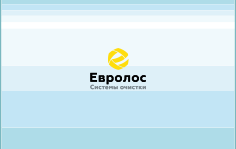 Евролос
Системы очистки